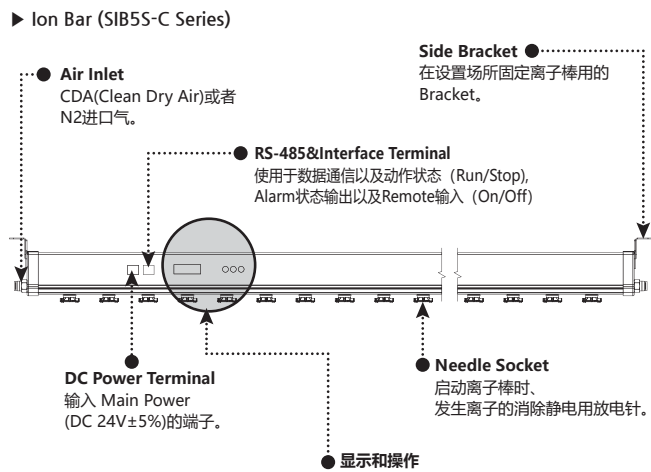 ▶ Ion Bar (SIB5S-C Series)
Side Bracket
在设置场所固定离子棒用的
Bracket。
Air Inlet
CDA(Clean Dry Air)或者
N2进口气。
RS-485&Interface Terminal
使用于数据通信以及动作状态（Run/Stop),
Alarm状态输出以及Remote输入（On/Off）
DC Power Terminal
输入 Main Power
(DC 24V±5%)的端子。
Needle Socket
启动离子棒时、
发生离子的消除静电用放电针。
显示和操作